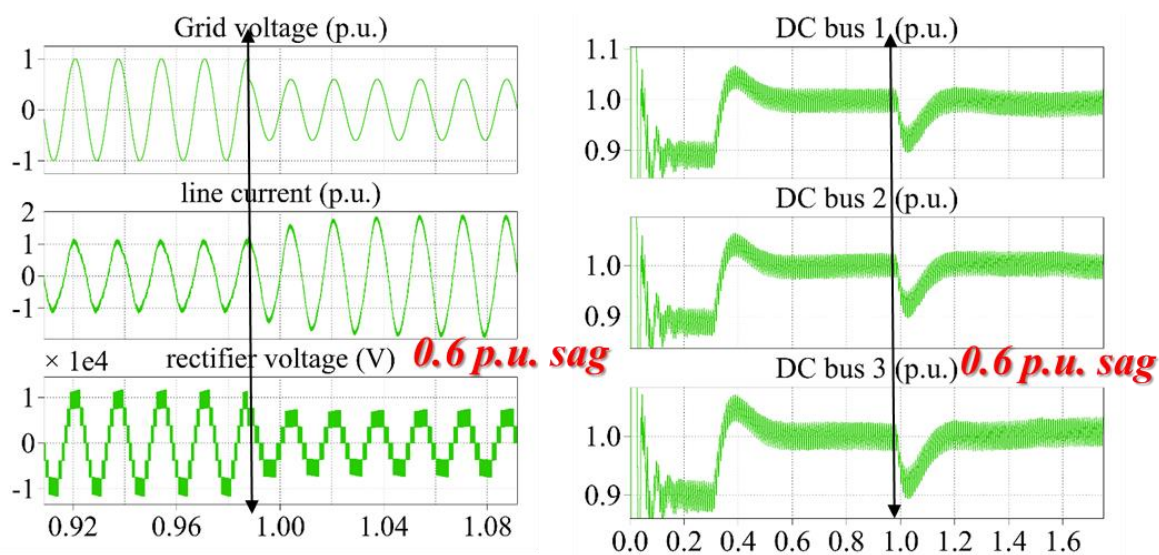 Grid voltage (p.u.)
1
0
-1
line current (p.u.)
2
1
0
-1
× 1e4
rectifier voltage (V)
0.6 p.u. sag
1
0
-1
0.92 0.96 1.00 1.04 1.08
DC bus 1 (p.u.)
1.1
1.0
0.9
DC bus 2 (p.u.)
1.0
0.9
DC bus 3 (p.u.)
0.6 p.u. sag
1.0
0.9
0.0 0.2 0.4 0.6 0.8 1.0 1.2 1.4 1.6